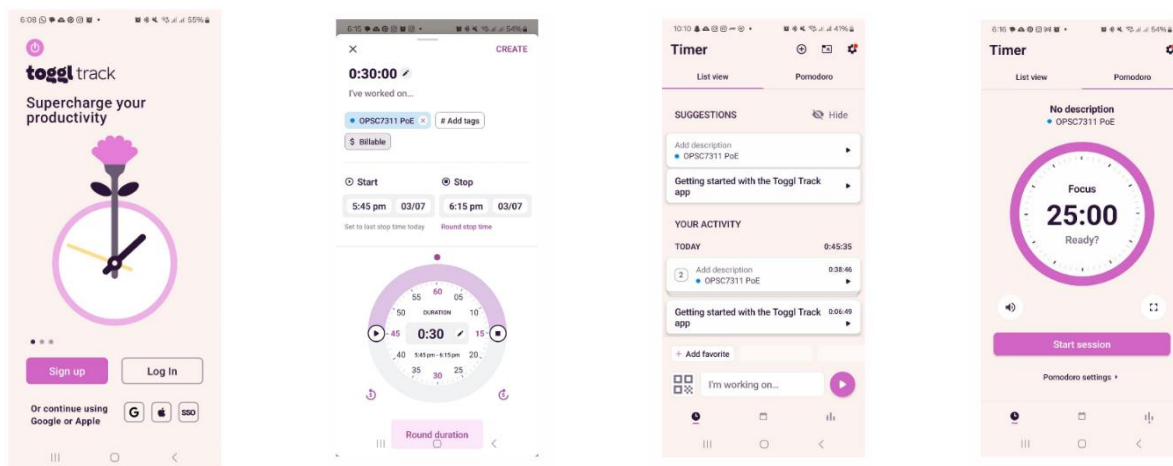 6:08 55%
toggl track
Supercharge your
productivity
Sign up Log In
Or continue using
Google or Apple
G SSO
6:15 54%
CREATE
0:30:00
I've worked on...
OPSC7311 PoE × # Add tags
$ Billable
Start Stop
5:45 pm 03/07 6:15 pm 03/07
Set to last stop time today Round stop time
60
55 05
50 DURATION 10
45 0:30 15
40 5:45 pm - 6:15 pm 20
35 30 25
5 5
Round duration
10:10 41%
Timer
List view Pomodoro
SUGGESTIONS Hide
Add description
OPSC7311 PoE
Getting started with the Toggl Track
app
YOUR ACTIVITY
TODAY 0:45:35
2 Add description 0:38:46
OPSC7311 PoE
Getting started with the Toggl Track 0:06:49
app
+ Add favorite
I'm working on...
6:16 54%
Timer
List view Pomodoro
No description
OPSC7311 PoE
Focus
25:00
Ready?
Start session
Pomodoro settings